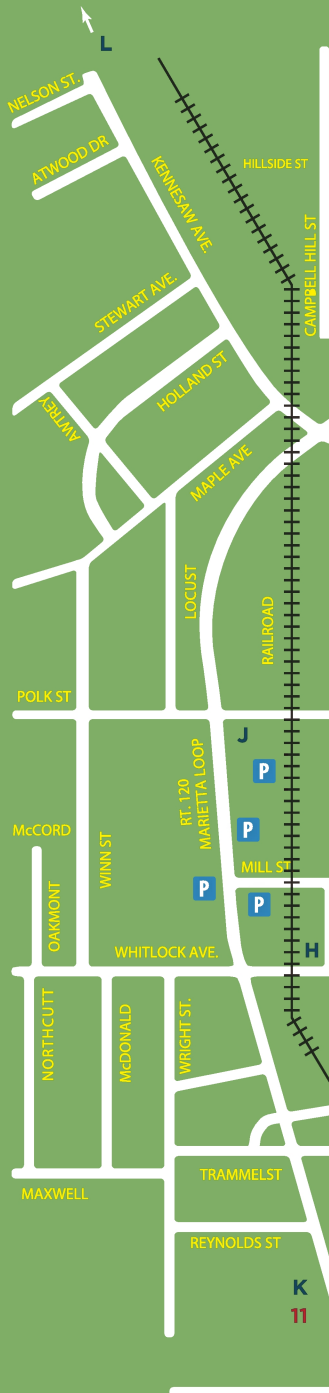 L
NELSON ST.
ATWOOD DR
KENNESAW AVE.
HILLSIDE ST
CAMPBELL HILL ST
STEWART AVE.
HOLLAND ST
AWTREY
MAPLE AVE
LOCUST
RAILROAD
POLK ST
J
P
RT. 120
MARIETTA LOOP
P
McCORD
WINN ST
MILL ST
P
P
OAKMONT
WHITLOCK AVE.
H
NORTHCUTT
McDONALD
WRIGHT ST.
TRAMMELST
MAXWELL
REYNOLDS ST
K
11